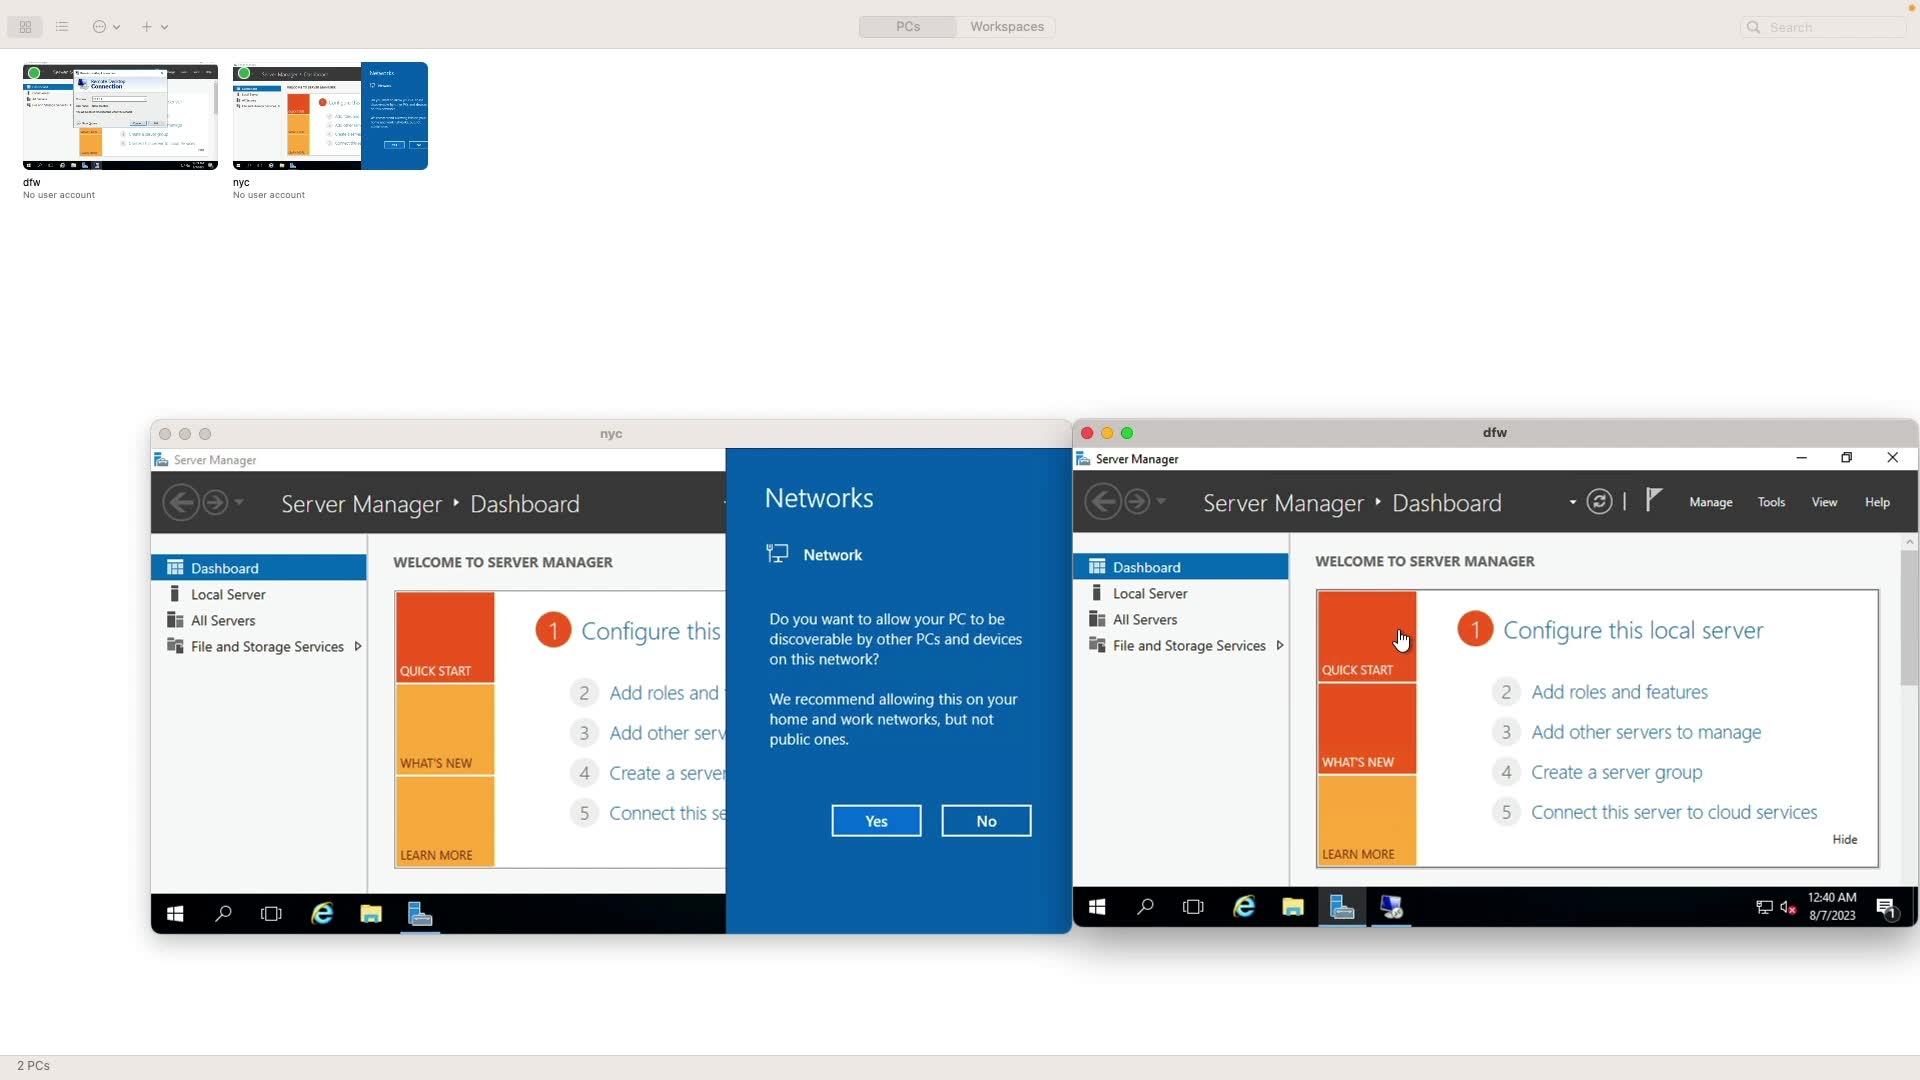 PCs
Workspaces
Search
dfw
No user account
nyc
No user account
Remote Desktop
Connection
Networks
nyc
Server Manager
Server Manager
Dashboard
Dashboard
Local Server
All Servers
File and Storage Services
WELCOME TO SERVER MANAGER
QUICK START
WHAT'S NEW
LEARN MORE
1 Configure this
2 Add roles and
3 Add other serv
4 Create a server
5 Connect this se
Networks
Network
Do you want to allow your PC to be
discoverable by other PCs and devices
on this network?
We recommend allowing this on your
home and work networks, but not
public ones.
Yes
No
dfw
Server Manager
Server Manager
Dashboard
Manage
Tools
View
Help
Dashboard
Local Server
All Servers
File and Storage Services
WELCOME TO SERVER MANAGER
QUICK START
WHAT'S NEW
LEARN MORE
1 Configure this local server
2 Add roles and features
3 Add other servers to manage
4 Create a server group
5 Connect this server to cloud services
Hide
12:40 AM
8/7/2023
1
2 PCs